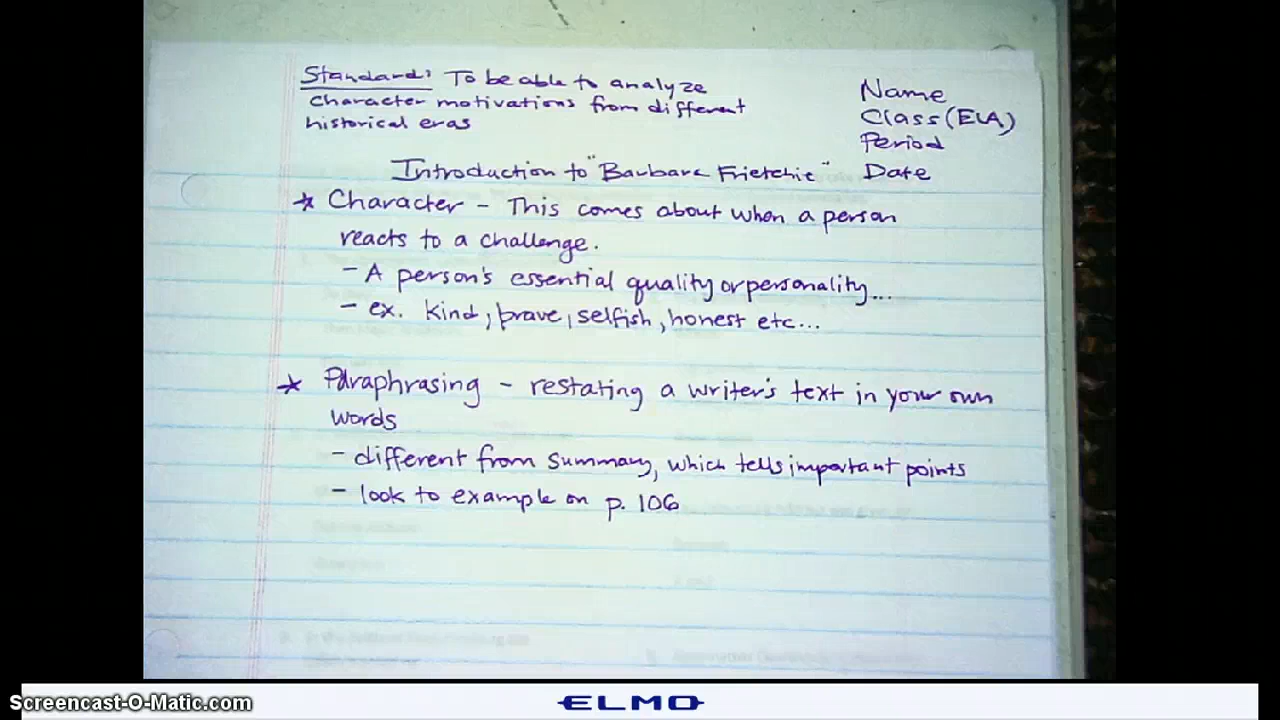 Standard: To be able to analyze
character motivations from different
historical eras
Name
Class (ELA)
Period
Date
Introduction to "Barbara Frietchie"
* Character - This comes about when a person
reacts to a challenge.
- A person's essential quality or personality...
- ex. kind, brave, selfish, honest etc...
* Paraphrasing - restating a writer's text in your own
words
- different from summary, which tells important points
- look to example on p. 106
Screencast-O-Matic.com
ELMO